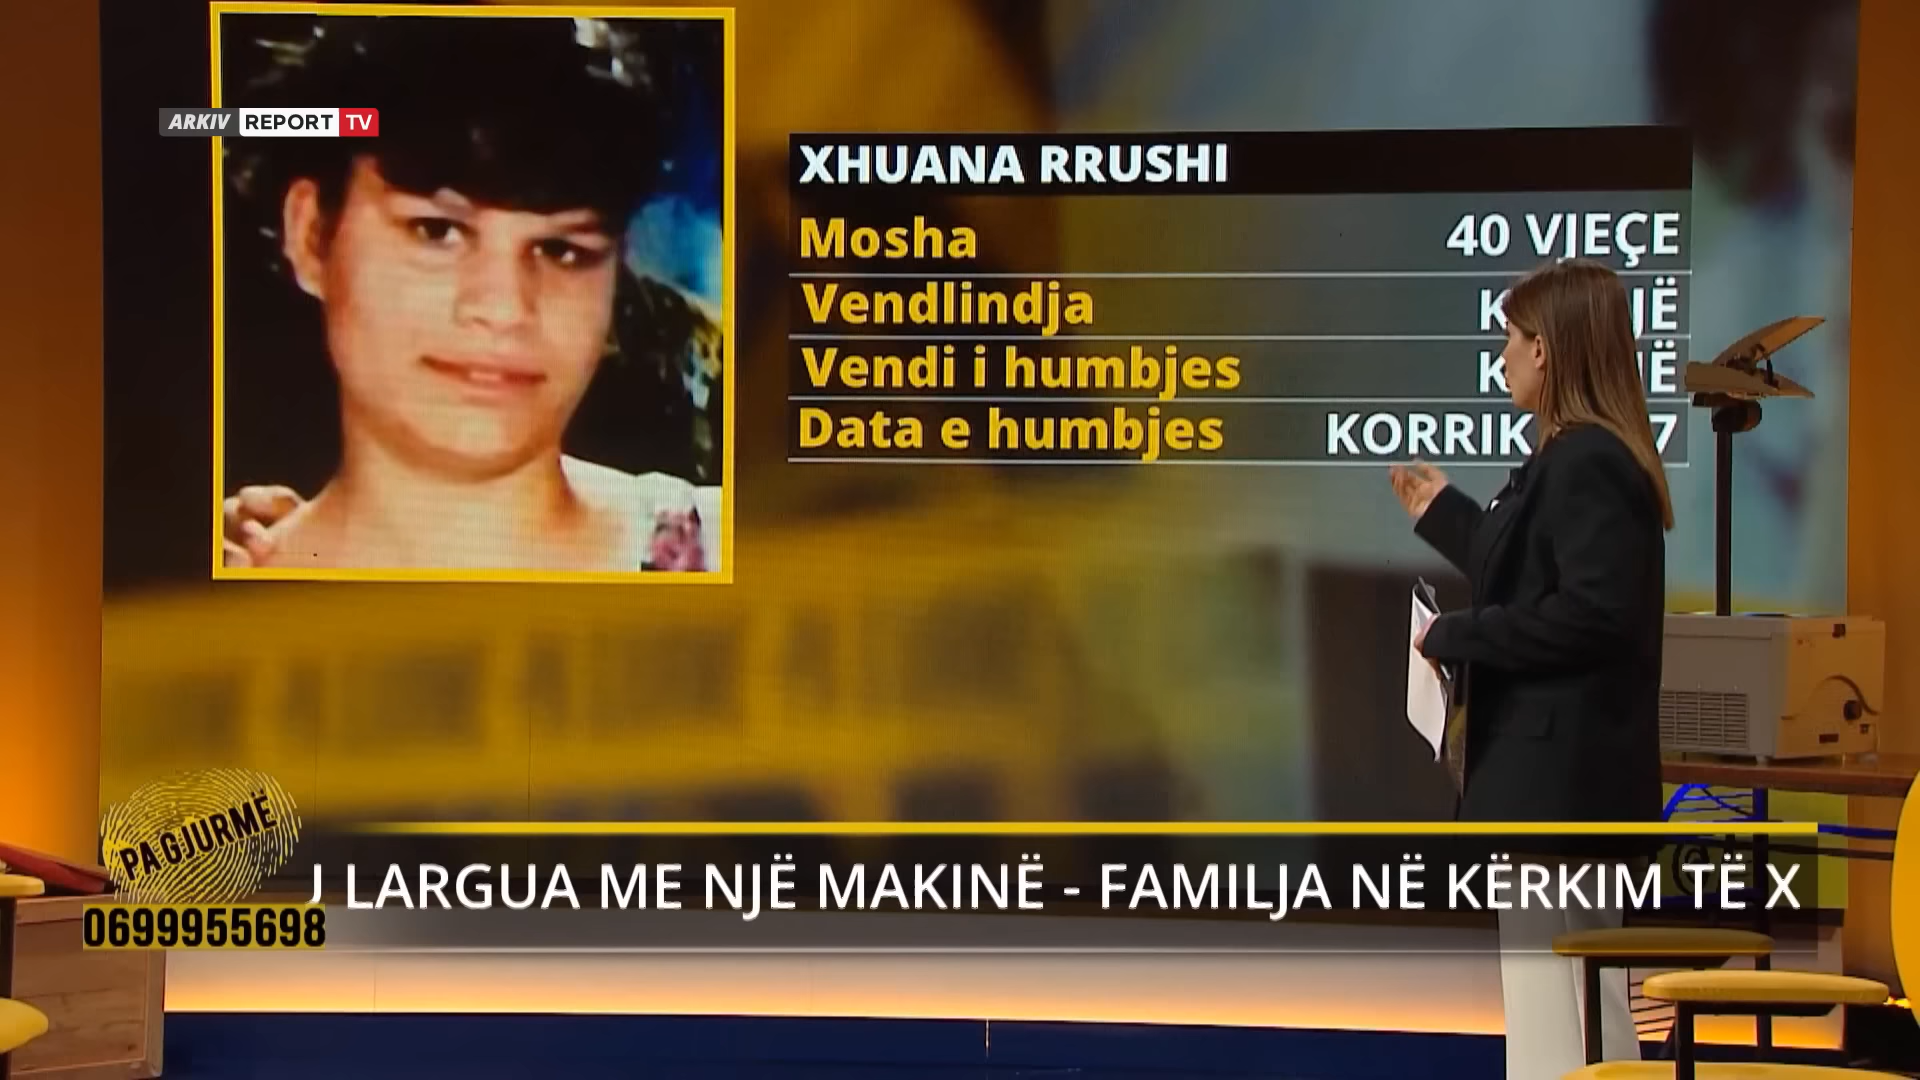 ARKIV REPORT TV
XHUANA RRUSHI
Mosha 40 VJEÇE
Vendlindja
Vendi i humbjes
Data e humbjes KORRIK
PA GJURMË
LARGUA ME NJË MAKINË - FAMILJA NË KËRKIM TË X
0699955698